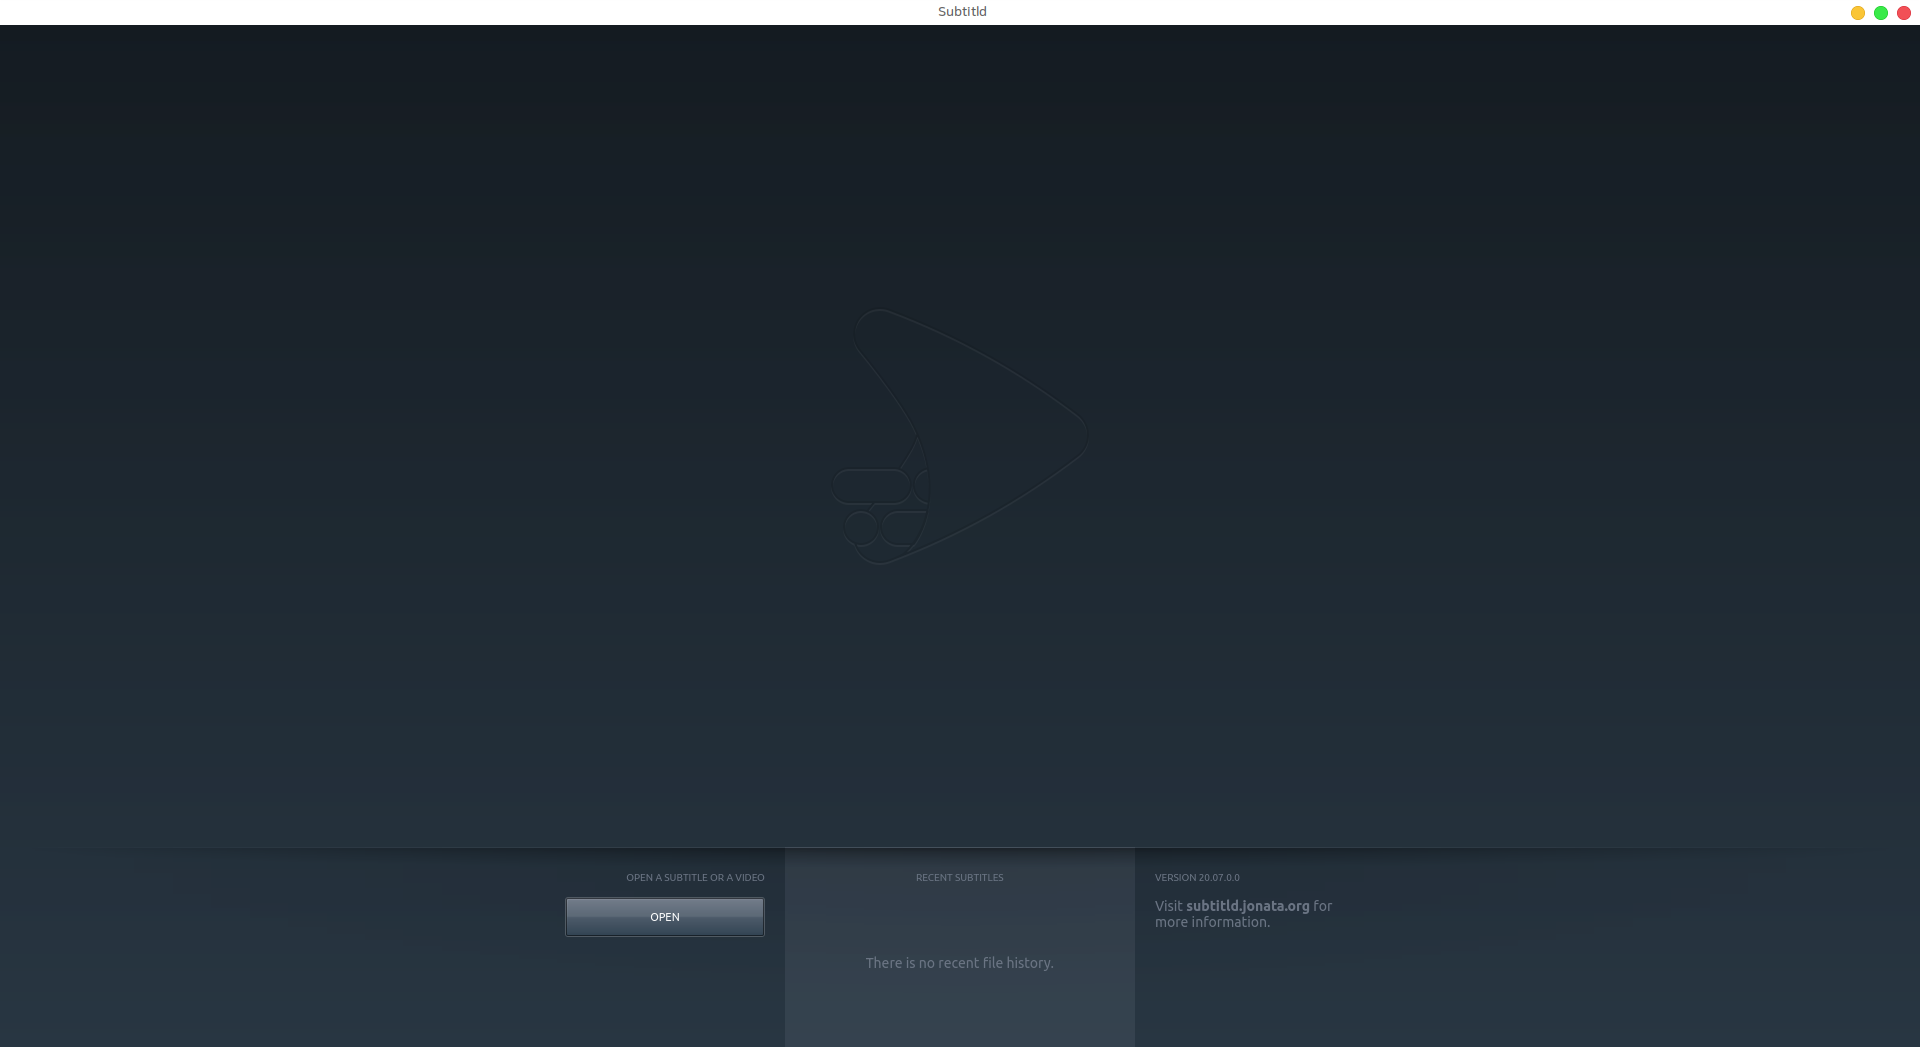 Subtitld
OPEN A SUBTITLE OR A VIDEO
OPEN
RECENT SUBTITLES
There is no recent file history.
VERSION 20.07.0.0
Visit subtitld.jonata.org for
more information.